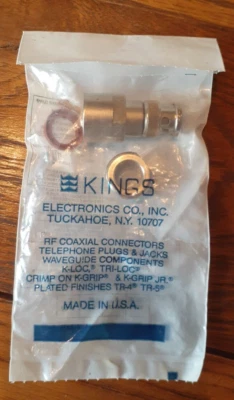 KINGS
ELECTRONICS CO., INC.
TUCKAHOE, N.Y. 10707
RF COAXIAL CONNECTORS
TELEPHONE PLUGS & JACKS
WAVEGUIDE COMPONENTS
K-LOC,® TRI-LOC®
CRIMP ON K-GRIP® & K-GRIP JR.®
PLATED FINISHES TR-4® TR-5®
MADE IN U.S.A.